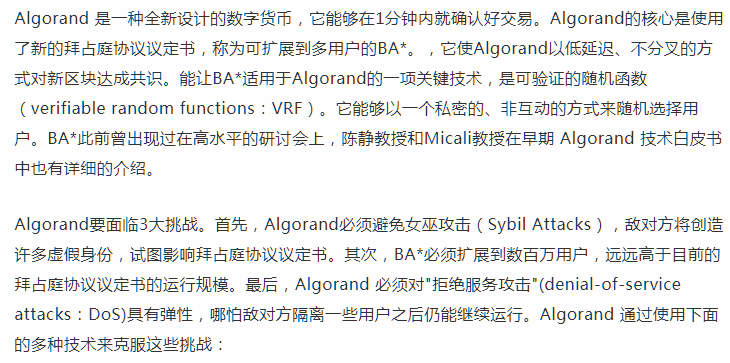 Algorand 是一种全新设计的数字货币，它能够在1分钟内就确认好交易。Algorand的核心是使用
了新的拜占庭协议议定书，称为可扩展到多用户的BA*。，它使Algorand以低延迟、不分叉的方
式对新区块达成共识。能让BA*适用于Algorand的一项关键技术，是可验证的随机函数
（verifiable random functions：VRF）。它能够以一个私密的、非互动的方式来随机选择用
户。BA*此前曾出现过在高水平的研讨会上，陈静教授和Micali教授在早期 Algorand 技术白皮书
中也有详细的介绍。
Algorand要面临3大挑战。首先，Algorand必须避免女巫攻击（Sybil Attacks），敌对方将创造
许多虚假身份，试图影响拜占庭协议议定书。其次，BA*必须扩展到数百万用户，远远高于目前的
拜占庭协议议定书的运行规模。最后，Algorand 必须对"拒绝服务攻击"(denial-of-service
attacks：DoS)具有弹性，哪怕敌对方隔离一些用户之后仍能继续运行。Algorand 通过使用下面
的多种技术来克服这些挑战：